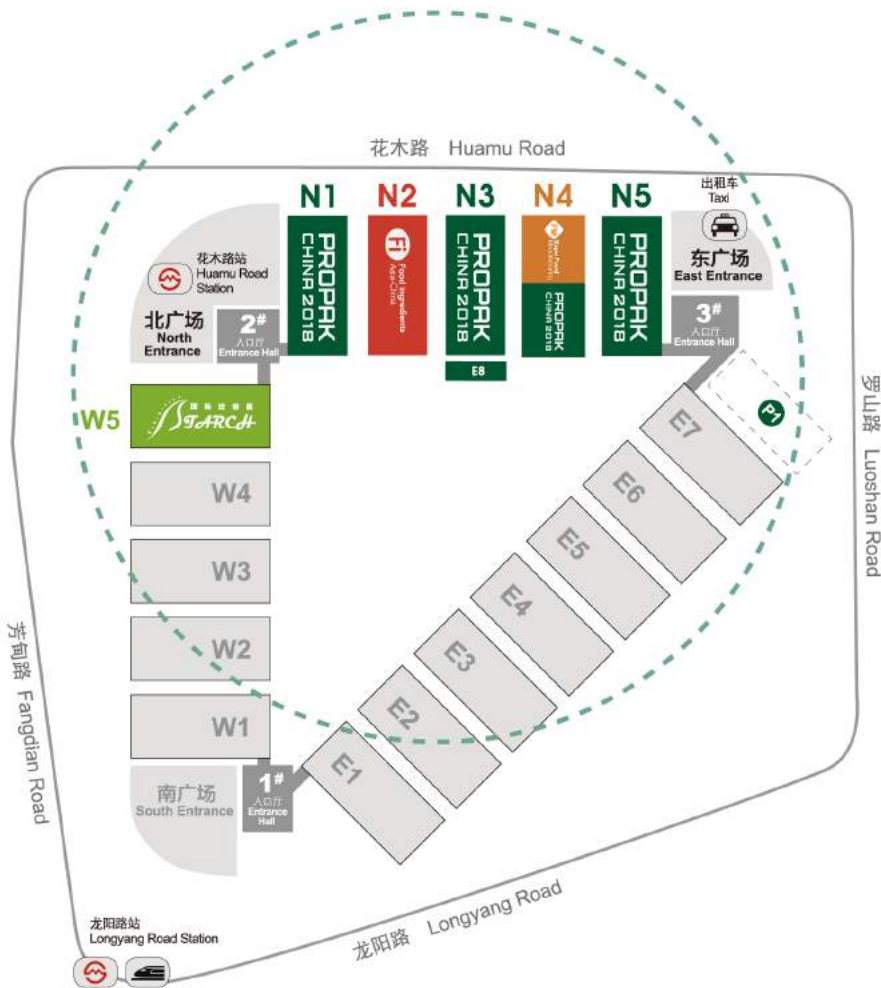 花木路 Huamu Road
N1
N2
N3
N4
N5
出租车
Taxi
花木路站
Huamu Road
Station
北广场
North
Entrance
2#
入口厅
Entrance Hall
PROPAK
CHINA 2018
Fi
Food ingredients
Asia-China
PROPAK
CHINA 2018
E8
PROPAK
CHINA 2018
PROPAK
CHINA 2018
东广场
East Entrance
3#
入口厅
Entrance Hall
P1
W5
STARCH
W4
W3
W2
W1
E7
E6
E5
E4
E3
E2
E1
罗山路 Luoshan Road
芳甸路 Fangdian Road
南广场
South Entrance
1#
入口厅
Entrance
Hall
龙阳路 Longyang Road
龙阳路站
Longyang Road Station